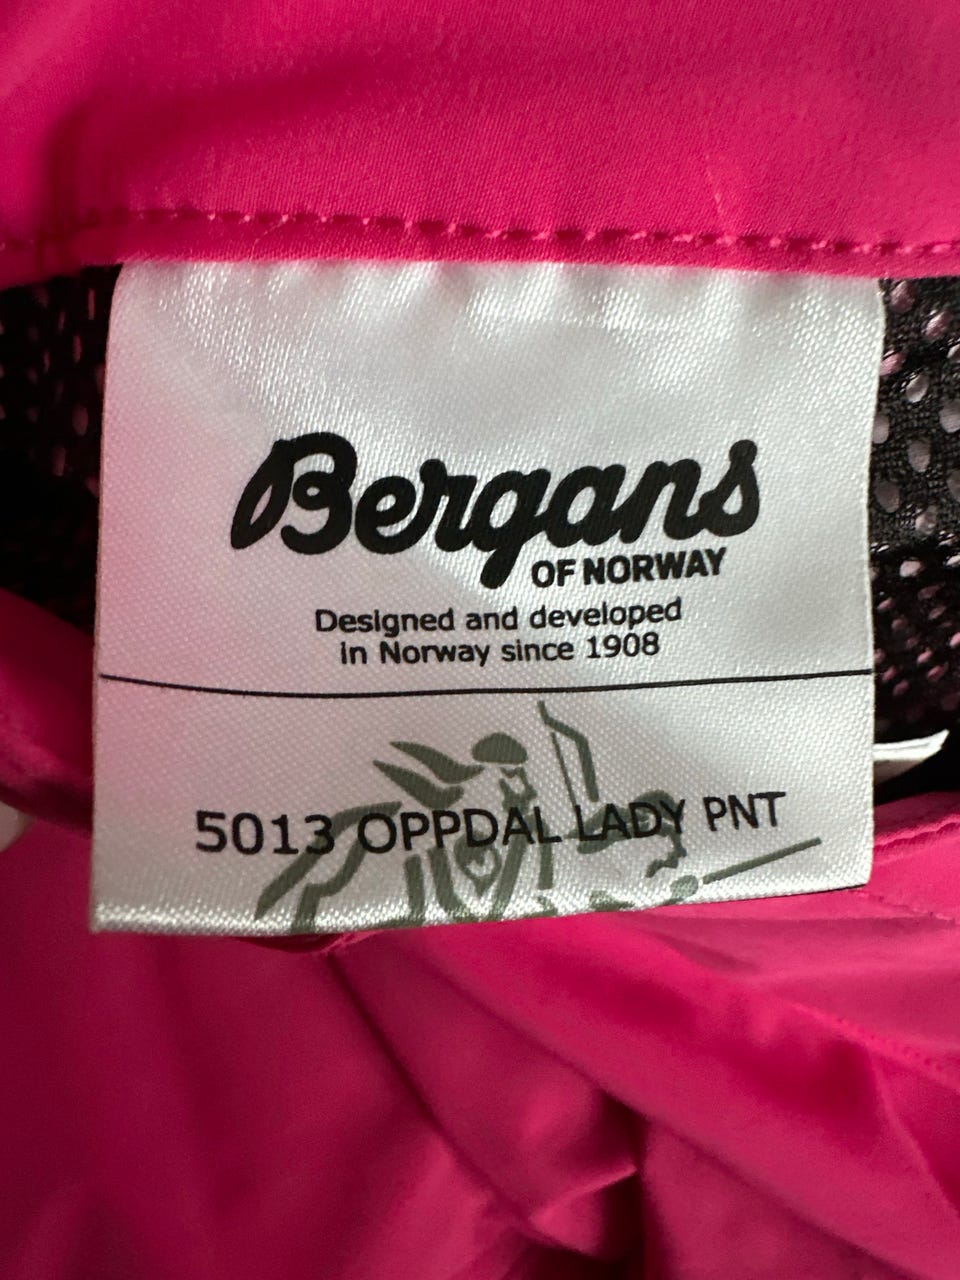 Bergans
OF NORWAY
Designed and developed
in Norway since 1908
5013 OPPDAL LADY PNT